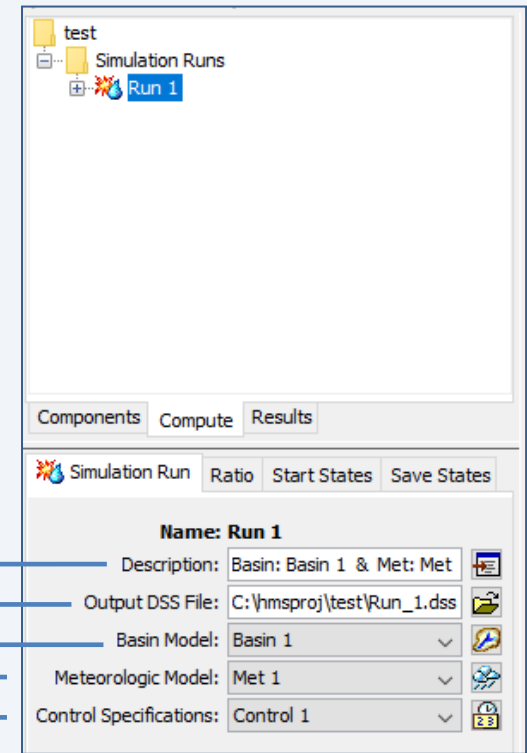 test
Simulation Runs
Run 1
Components Compute Results
Simulation Run Ratio Start States Save States
Name: Run 1
Description: Basin: Basin 1 & Met: Met
Output DSS File: C:\hmsproj\test\Run_1.dss
Basin Model: Basin 1
Meteorologic Model: Met 1
Control Specifications: Control 1